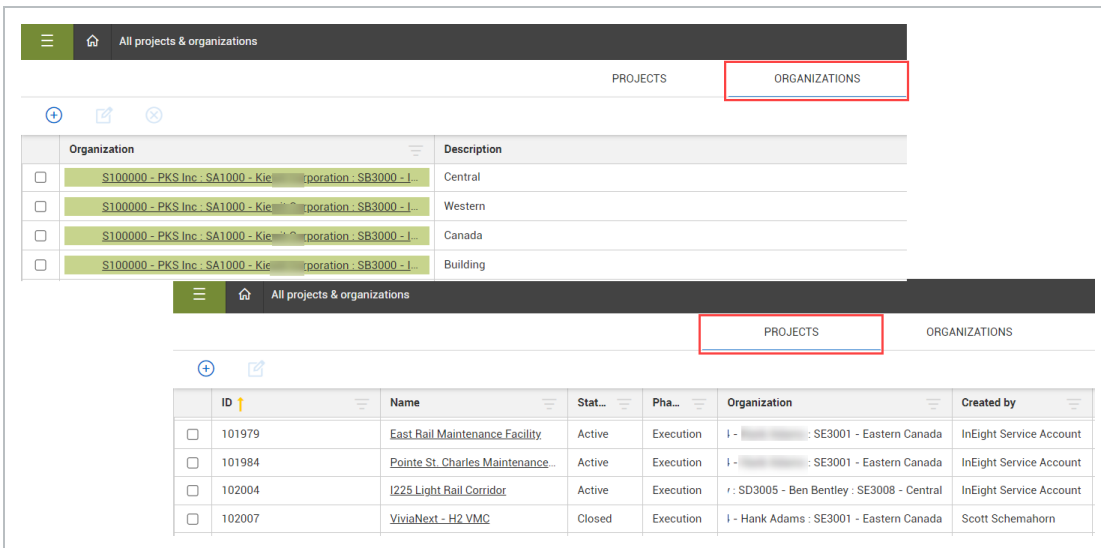 All projects & organizations
PROJECTS ORGANIZATIONS
Organization Description
S100000 - PKS Inc : SA1000 - Kie rporation : SB3000 - I... Central
S100000 - PKS Inc : SA1000 - Kie rporation : SB3000 - I... Western
S100000 - PKS Inc : SA1000 - Kie rporation : SB3000 - I... Canada
S100000 - PKS Inc : SA1000 - Kie rporation : SB3000 - I... Building
All projects & organizations
PROJECTS ORGANIZATIONS
ID Name Stat... Pha... Organization Created by
101979 East Rail Maintenance Facility Active Execution - : SE3001 - Eastern Canada InEight Service Account
101984 Pointe St. Charles Maintenance... Active Execution - : SE3001 - Eastern Canada InEight Service Account
102004 I225 Light Rail Corridor Active Execution : SD3005 - Ben Bentley : SE3008 - Central InEight Service Account
102007 ViviaNext - H2 VMC Closed Execution - Hank Adams : SE3001 - Eastern Canada Scott Schemahorn